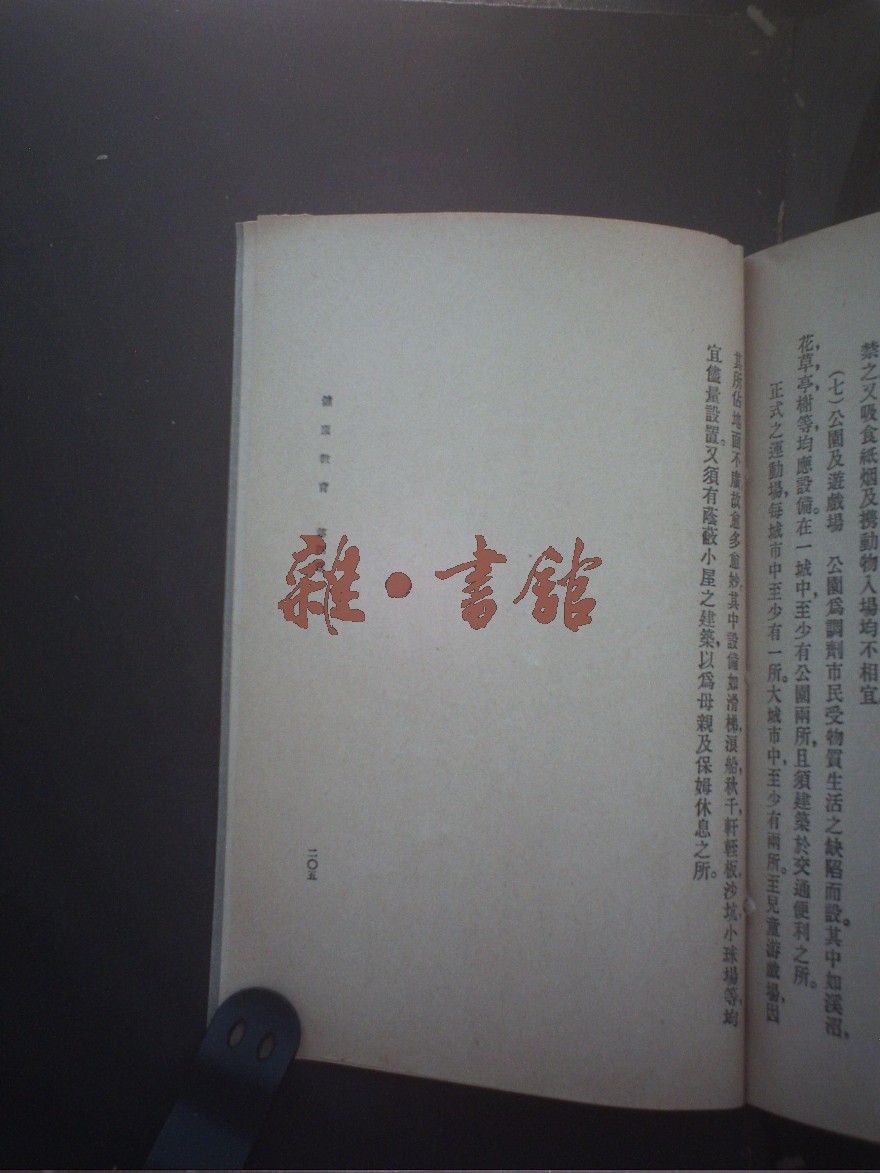 禁之又吸食紙烟及携動物入場均不相宜
（七）公園及遊戲場　公園爲調劑市民受物質生活之缺陷而設。其中如溪沼，
花草，亭榭等，均應設備。在一城中，至少有公園兩所，且須建築於交通便利之所。
正式之運動場，每城市中至少有一所。大城市中，至少有兩所。至兒童游戲場，因
其所佔地面不廣，故愈多愈妙，其中設備如滑梯，浪船，秋千，軒輊板，沙坑，小球場等，均
宜儘量設置。又須有蔭蔽小屋之建築，以爲母親及保姆休息之所。
健康教育
二〇五
雜・書館